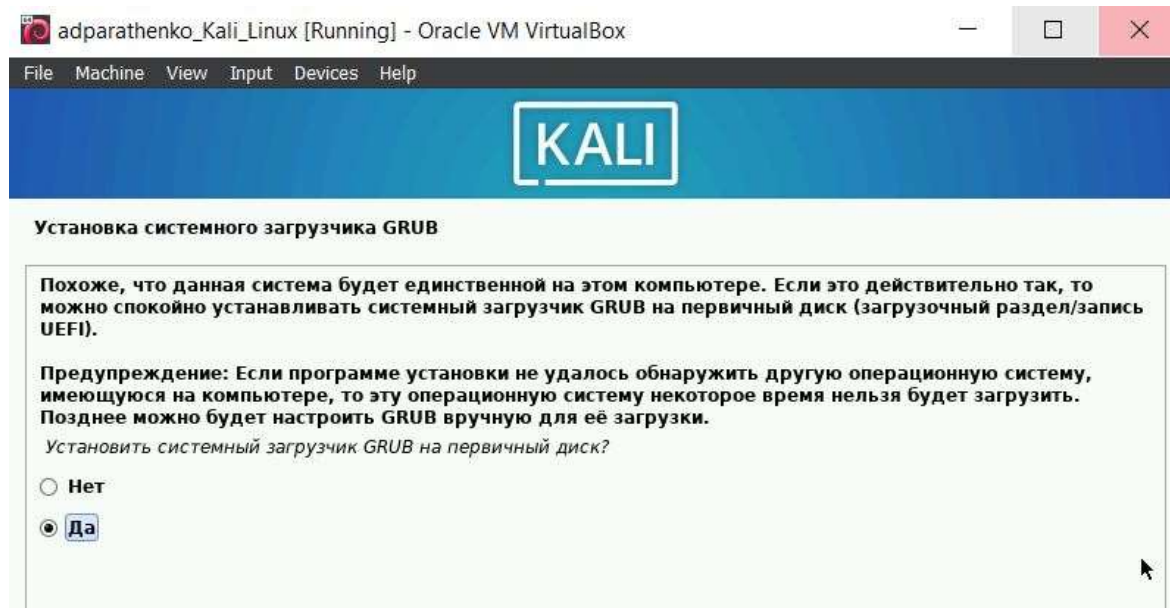 adparathenko_Kali_Linux [Running] - Oracle VM VirtualBox
File Machine View Input Devices Help
KALI
Установка системного загрузчика GRUB
Похоже, что данная система будет единственной на этом компьютере. Если это действительно так, то
можно спокойно устанавливать системный загрузчик GRUB на первичный диск (загрузочный раздел/запись
UEFI).
Предупреждение: Если программе установки не удалось обнаружить другую операционную систему,
имеющуюся на компьютере, то эту операционную систему некоторое время нельзя будет загрузить.
Позднее можно будет настроить GRUB вручную для её загрузки.
Установить системный загрузчик GRUB на первичный диск?
Нет
Да